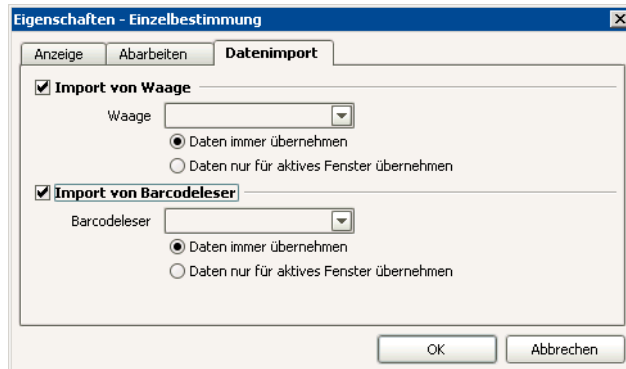 Eigenschaften - Einzelbestimmung
Anzeige Abarbeiten Datenimport
Import von Waage
Waage
Daten immer übernehmen
Daten nur für aktives Fenster übernehmen
Import von Barcodeleser
Barcodeleser
Daten immer übernehmen
Daten nur für aktives Fenster übernehmen
OK Abbrechen